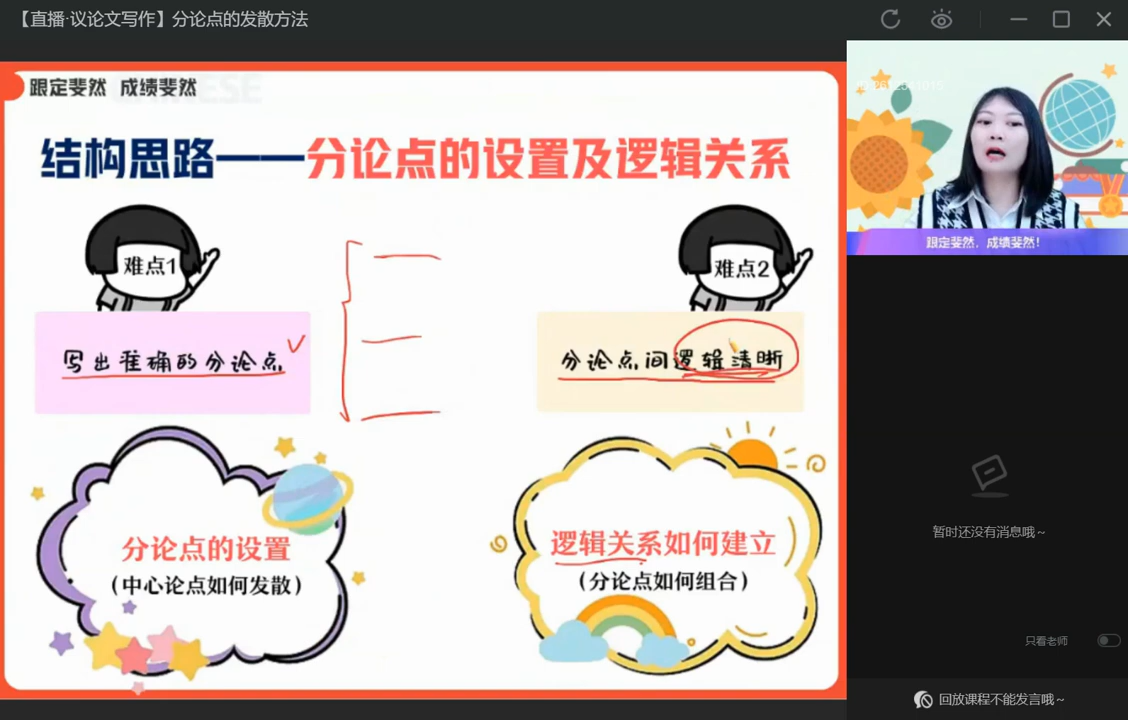 【直播·议论文写作】分论点的发散方法
跟定斐然 成绩斐然
结构思路——分论点的设置及逻辑关系
难点1
难点2
写出准确的分论点
分论点间逻辑清晰
分论点的设置
（中心论点如何发散）
逻辑关系如何建立
（分论点如何组合）
跟定斐然，成绩斐然！
暂时还没有消息哦~
只看老师
回放课程不能发言哦~